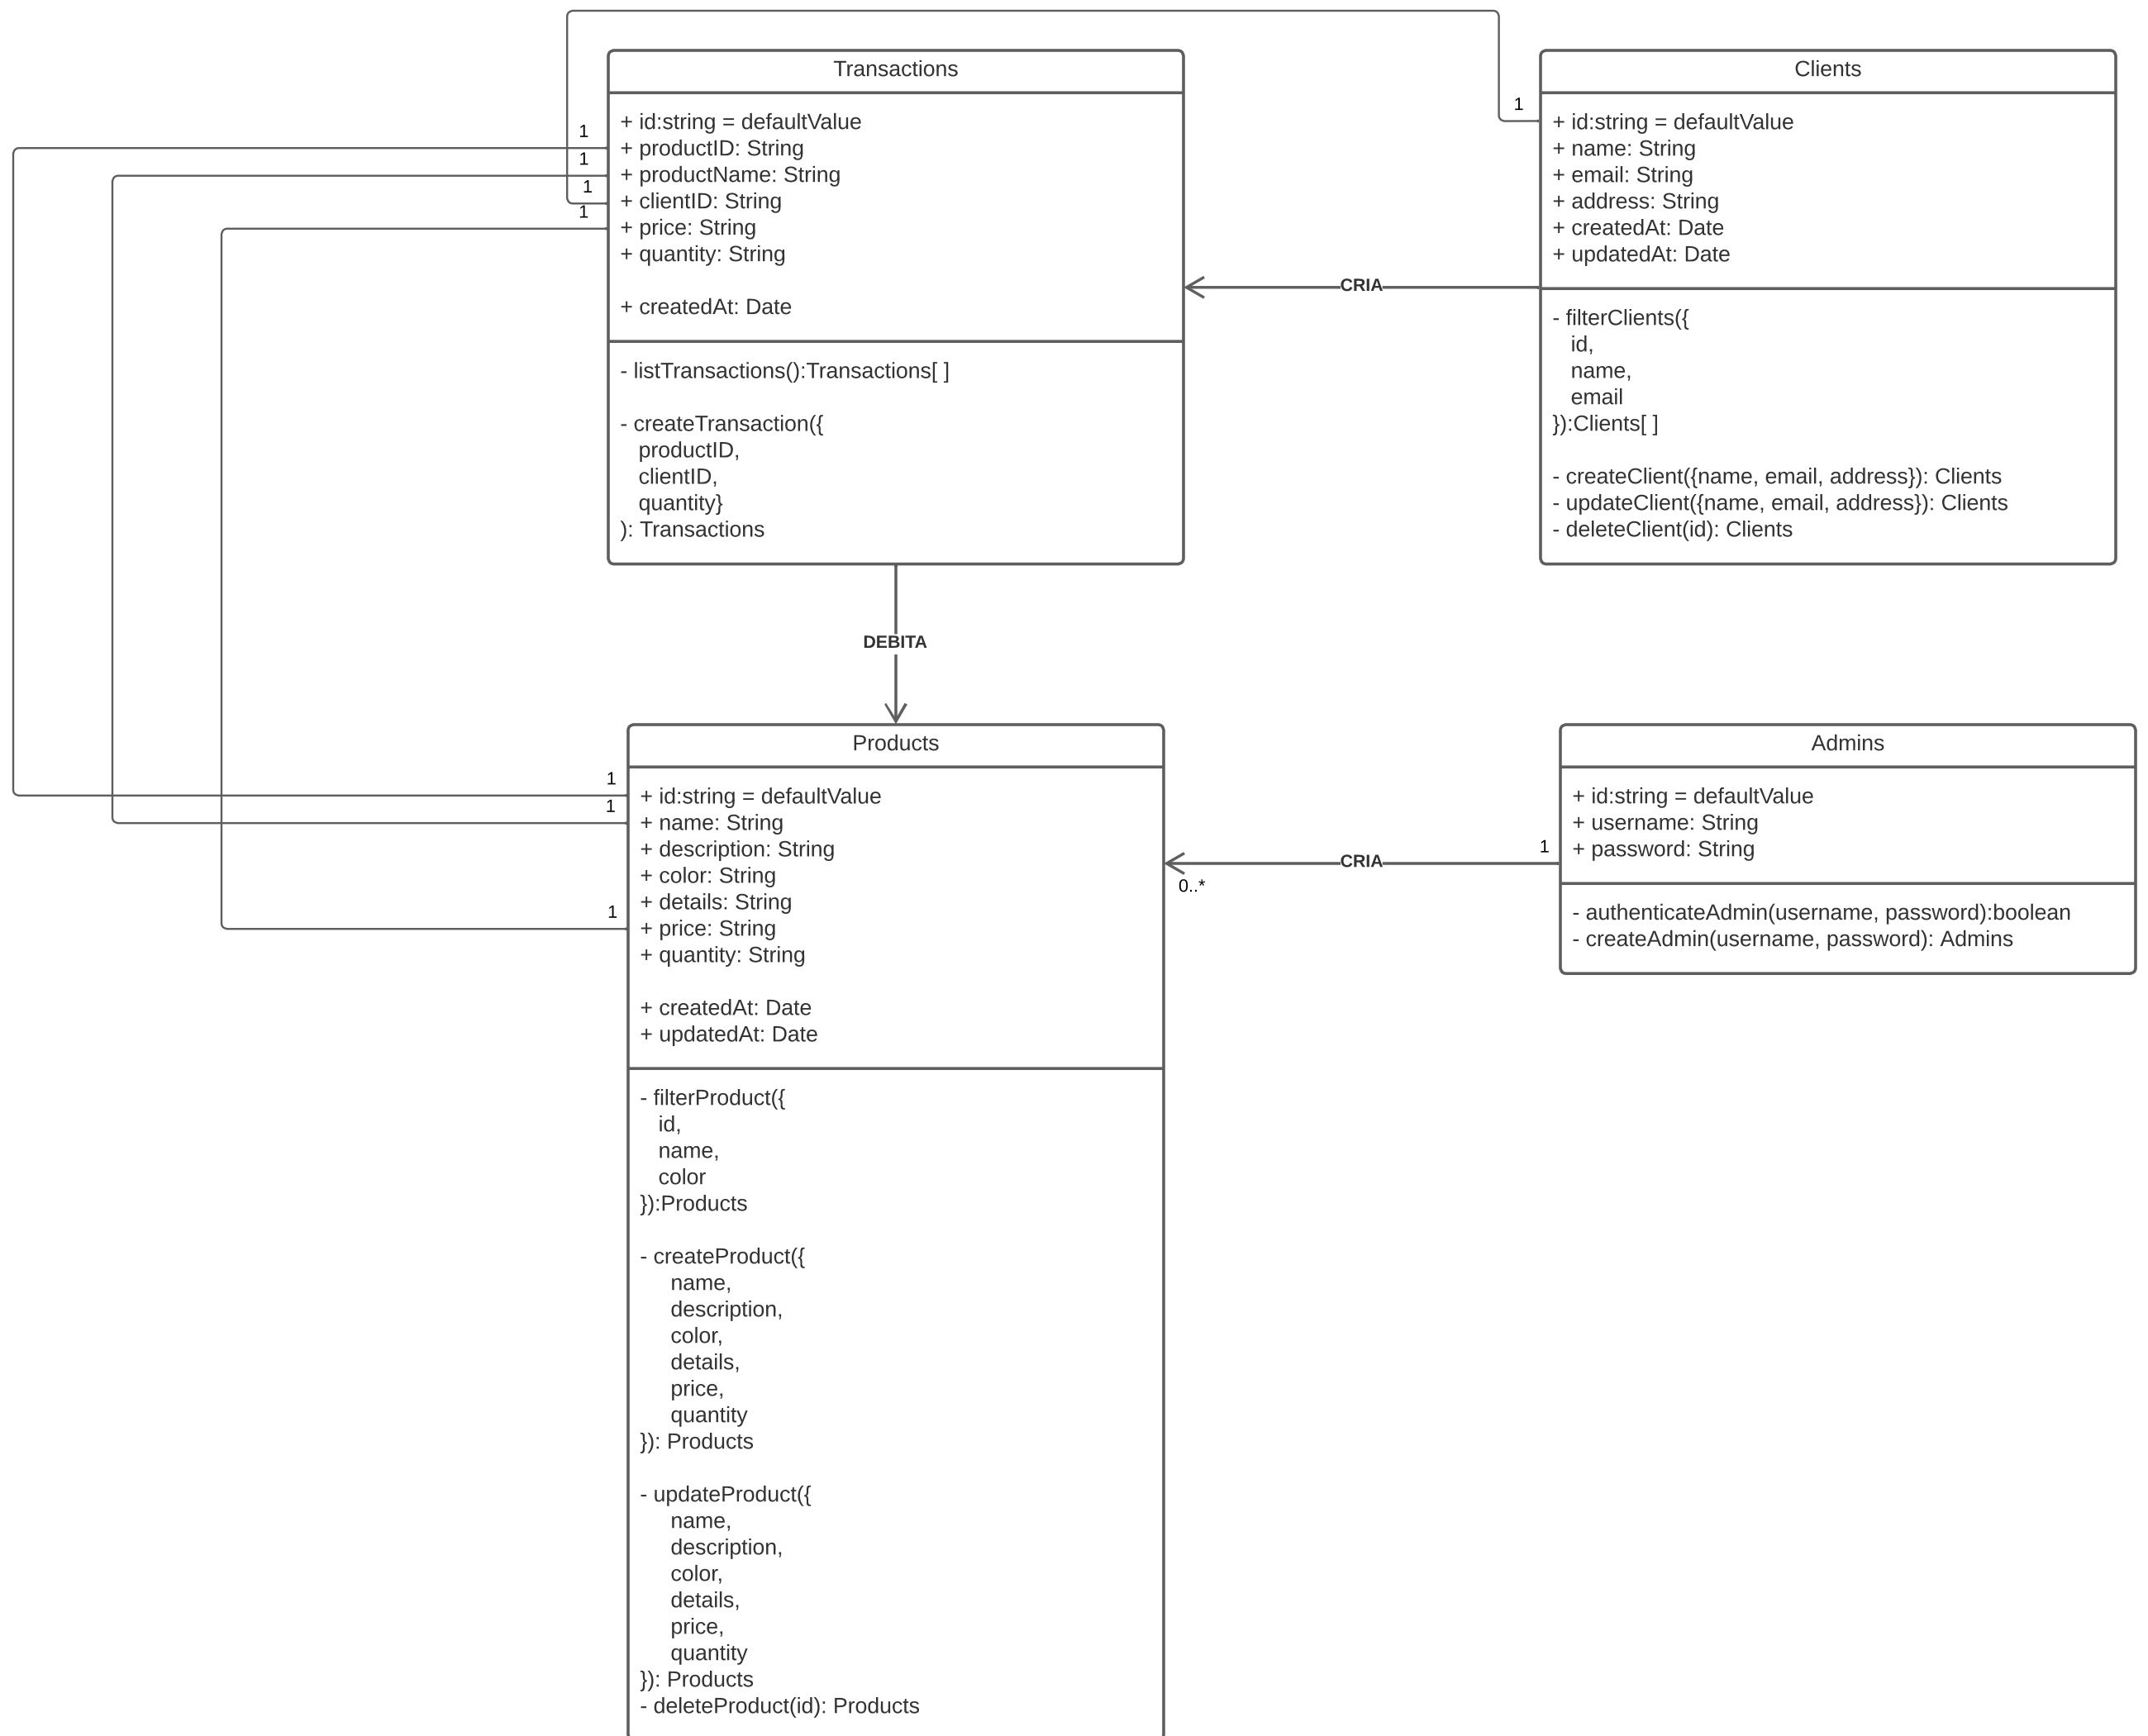 Transactions
+ id:string = defaultValue
+ productID: String
+ productName: String
+ clientID: String
+ price: String
+ quantity: String
+ createdAt: Date
- listTransactions():Transactions[ ]
- createTransaction({
productID,
clientID,
quantity}
): Transactions
1
1
1
1
Clients
1
+ id:string = defaultValue
+ name: String
+ email: String
+ address: String
+ createdAt: Date
+ updatedAt: Date
- filterClients({
id,
name,
email
}):Clients[ ]
- createClient({name, email, address}): Clients
- updateClient({name, email, address}): Clients
- deleteClient(id): Clients
CRIA
DEBITA
Products
1
1
1
+ id:string = defaultValue
+ name: String
+ description: String
+ color: String
+ details: String
+ price: String
+ quantity: String
+ createdAt: Date
+ updatedAt: Date
- filterProduct({
id,
name,
color
}):Products
- createProduct({
name,
description,
color,
details,
price,
quantity
}): Products
- updateProduct({
name,
description,
color,
details,
price,
quantity
}): Products
- deleteProduct(id): Products
CRIA
1
0..*
Admins
+ id:string = defaultValue
+ username: String
+ password: String
- authenticateAdmin(username, password):boolean
- createAdmin(username, password): Admins